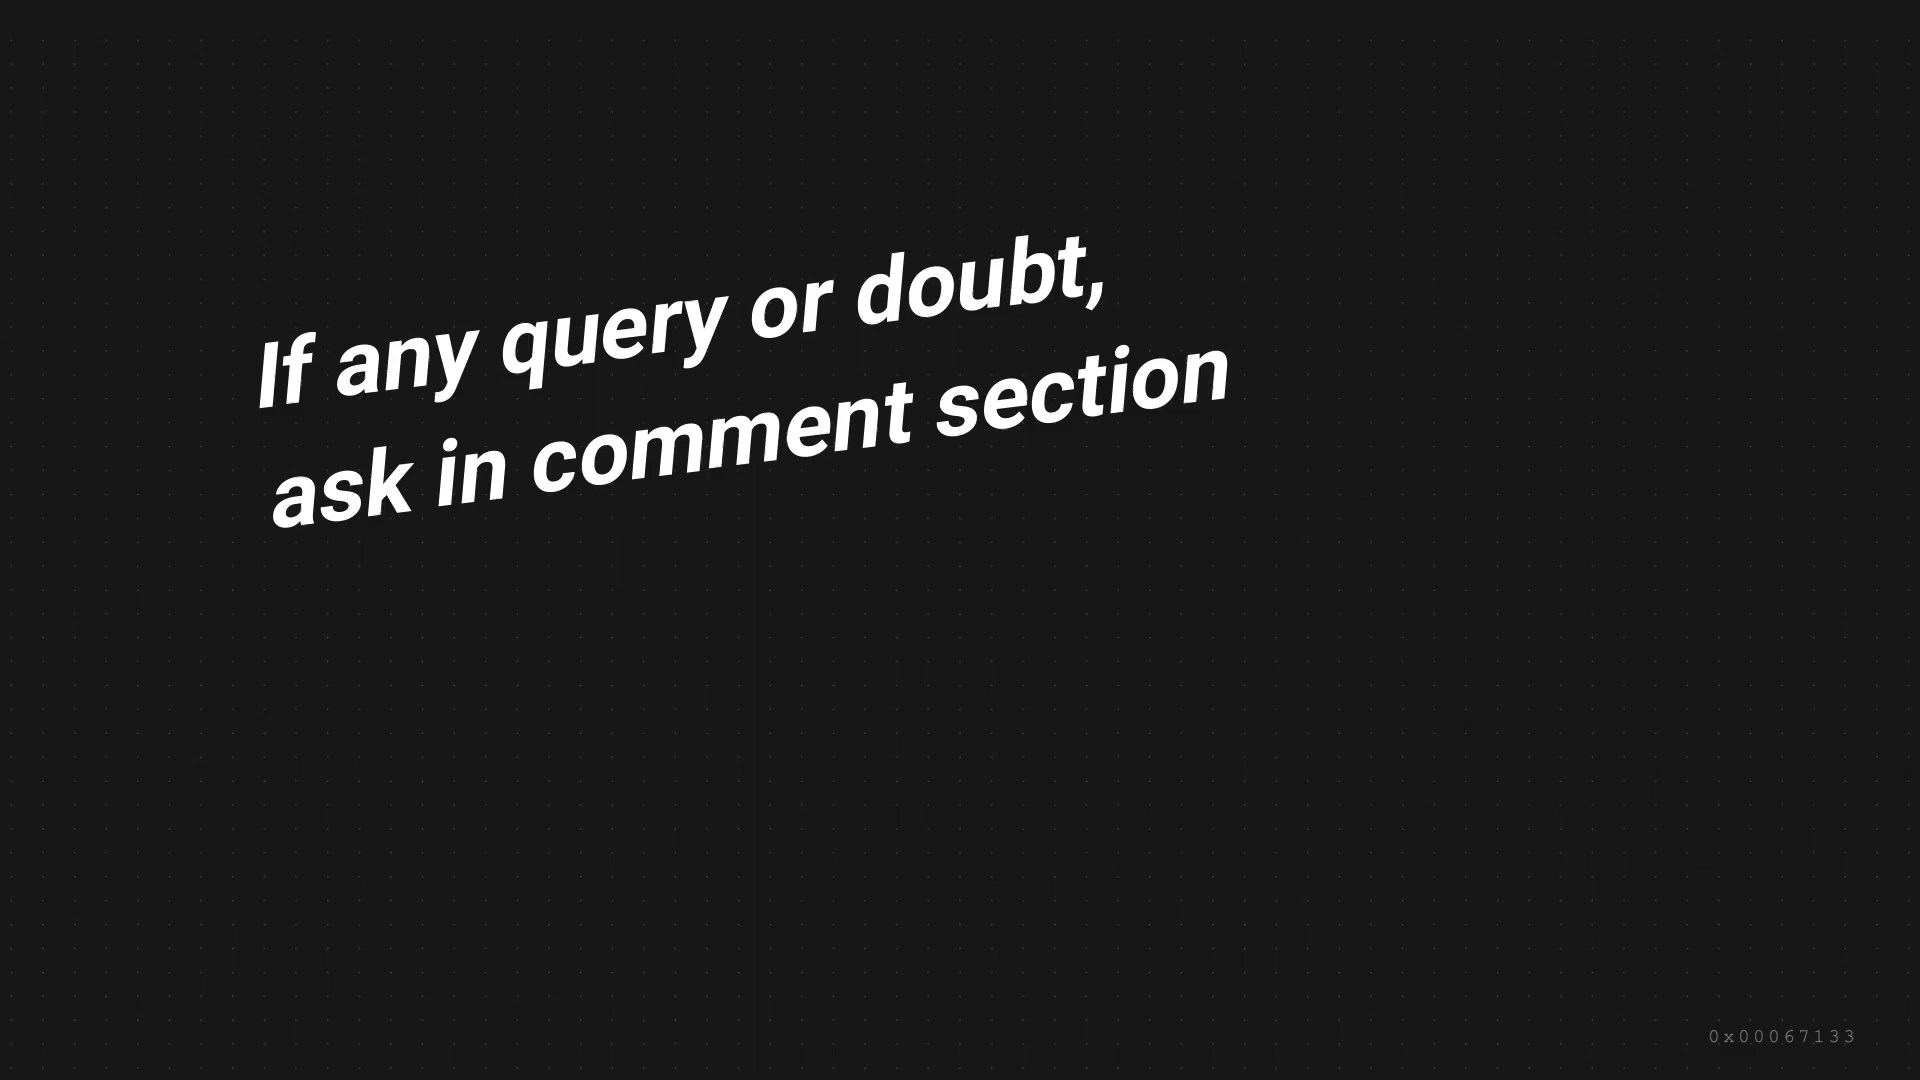 If any query or doubt,
ask in comment section
0x00067133